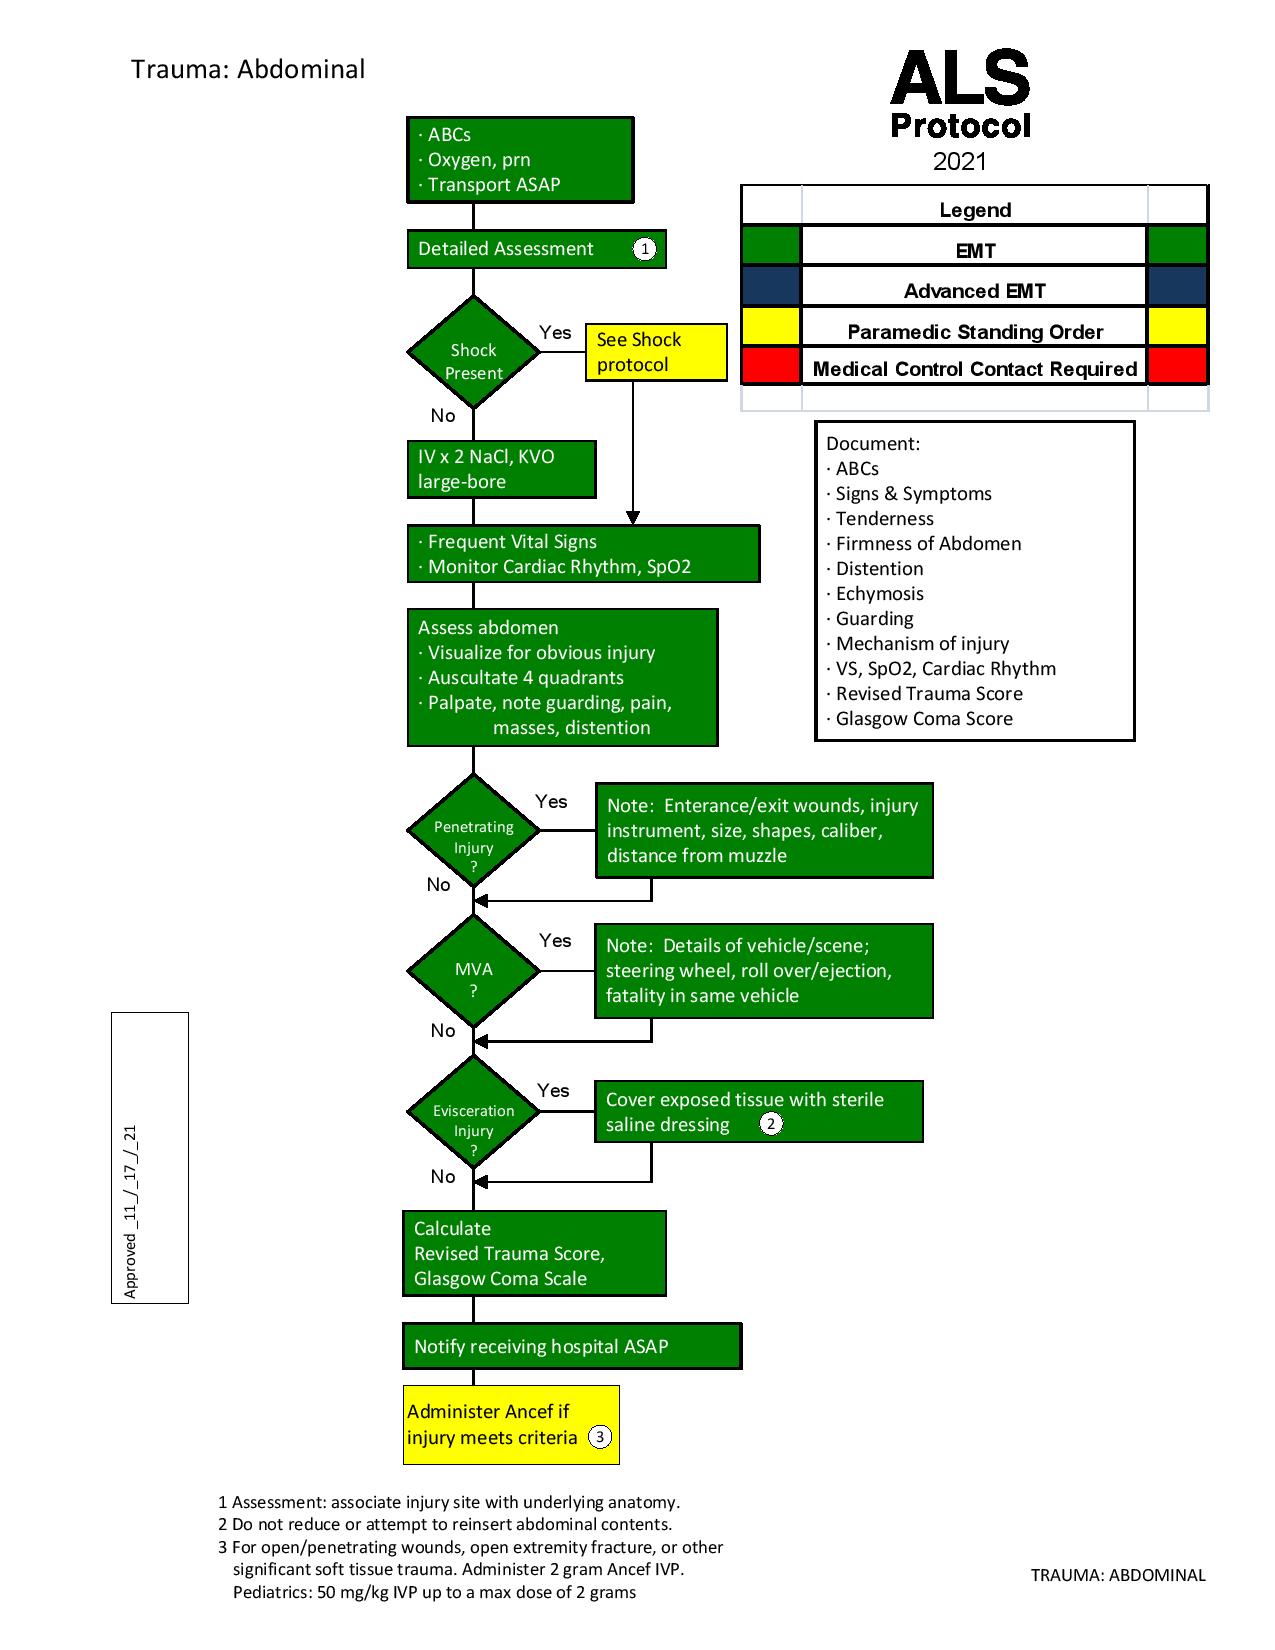 Trauma: Abdominal
ALS
Protocol
2021
Legend
EMT
Advanced EMT
Paramedic Standing Order
Medical Control Contact Required
· ABCs
· Oxygen, prn
· Transport ASAP
Detailed Assessment 1
Shock
Present
Yes
See Shock
protocol
No
IV x 2 NaCl, KVO
large-bore
· Frequent Vital Signs
· Monitor Cardiac Rhythm, SpO2
Assess abdomen
· Visualize for obvious injury
· Auscultate 4 quadrants
· Palpate, note guarding, pain,
masses, distention
Document:
· ABCs
· Signs & Symptoms
· Tenderness
· Firmness of Abdomen
· Distention
· Echymosis
· Guarding
· Mechanism of injury
· VS, SpO2, Cardiac Rhythm
· Revised Trauma Score
· Glasgow Coma Score
Penetrating
Injury
?
Yes
Note: Enterance/exit wounds, injury
instrument, size, shapes, caliber,
distance from muzzle
No
MVA
?
Yes
Note: Details of vehicle/scene;
steering wheel, roll over/ejection,
fatality in same vehicle
No
Evisceration
Injury
?
Yes
Cover exposed tissue with sterile
saline dressing 2
No
Calculate
Revised Trauma Score,
Glasgow Coma Scale
Notify receiving hospital ASAP
Administer Ancef if
injury meets criteria 3
Approved _11_/_17_/_21
1 Assessment: associate injury site with underlying anatomy.
2 Do not reduce or attempt to reinsert abdominal contents.
3 For open/penetrating wounds, open extremity fracture, or other
significant soft tissue trauma. Administer 2 gram Ancef IVP.
Pediatrics: 50 mg/kg IVP up to a max dose of 2 grams
TRAUMA: ABDOMINAL